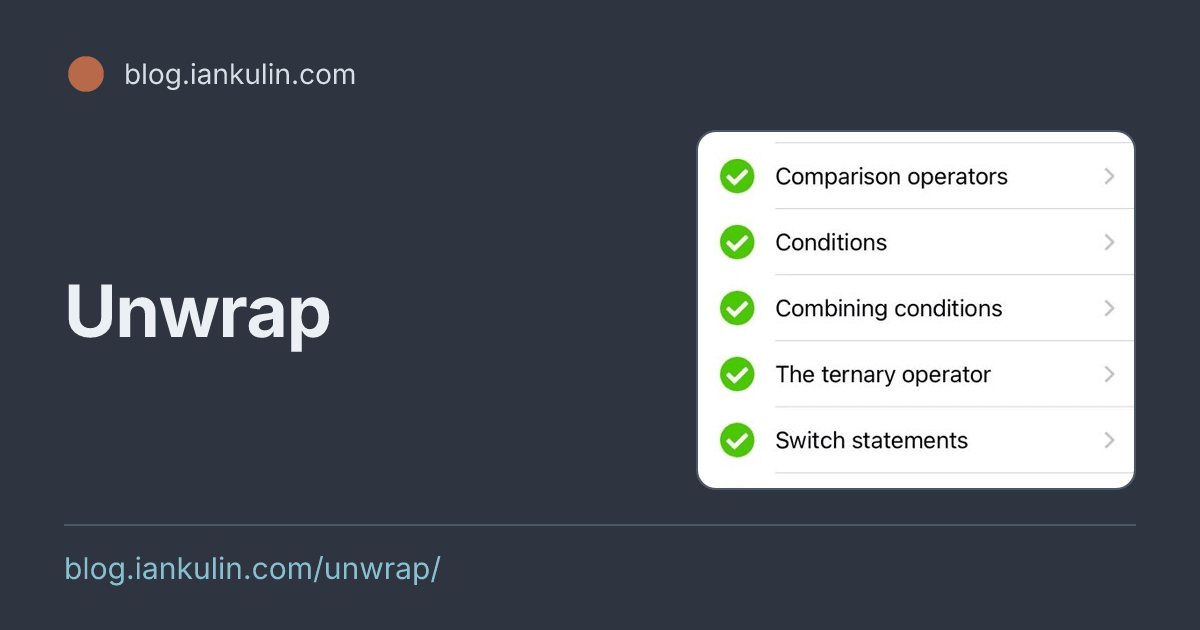 blog.iankulin.com
Unwrap
Comparison operators
Conditions
Combining conditions
The ternary operator
Switch statements
blog.iankulin.com/unwrap/